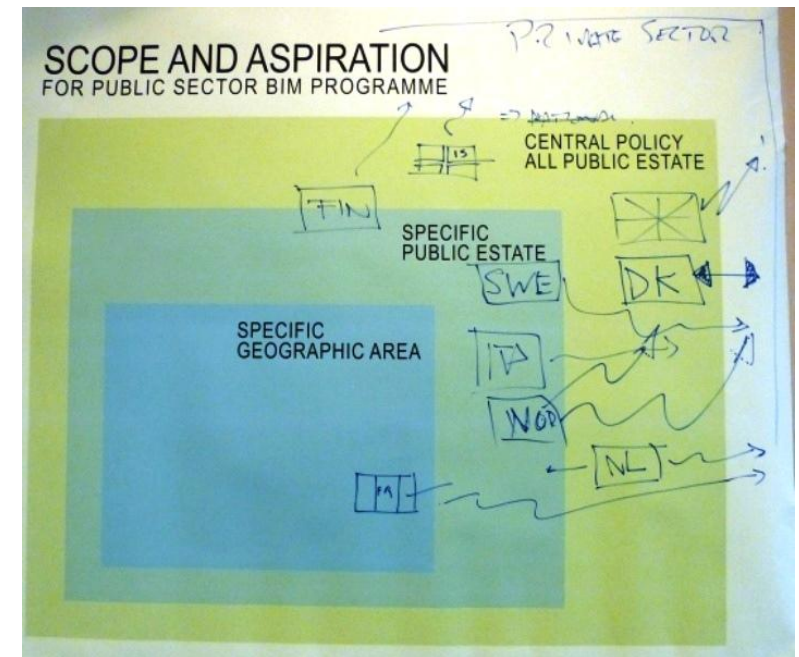 PRIVATE SECTOR
SCOPE AND ASPIRATION
FOR PUBLIC SECTOR BIM PROGRAMME
IS
CENTRAL POLICY
ALL PUBLIC ESTATE
FIN
SPECIFIC
PUBLIC ESTATE
SWE
DK
SPECIFIC
GEOGRAPHIC AREA
NOR
NL